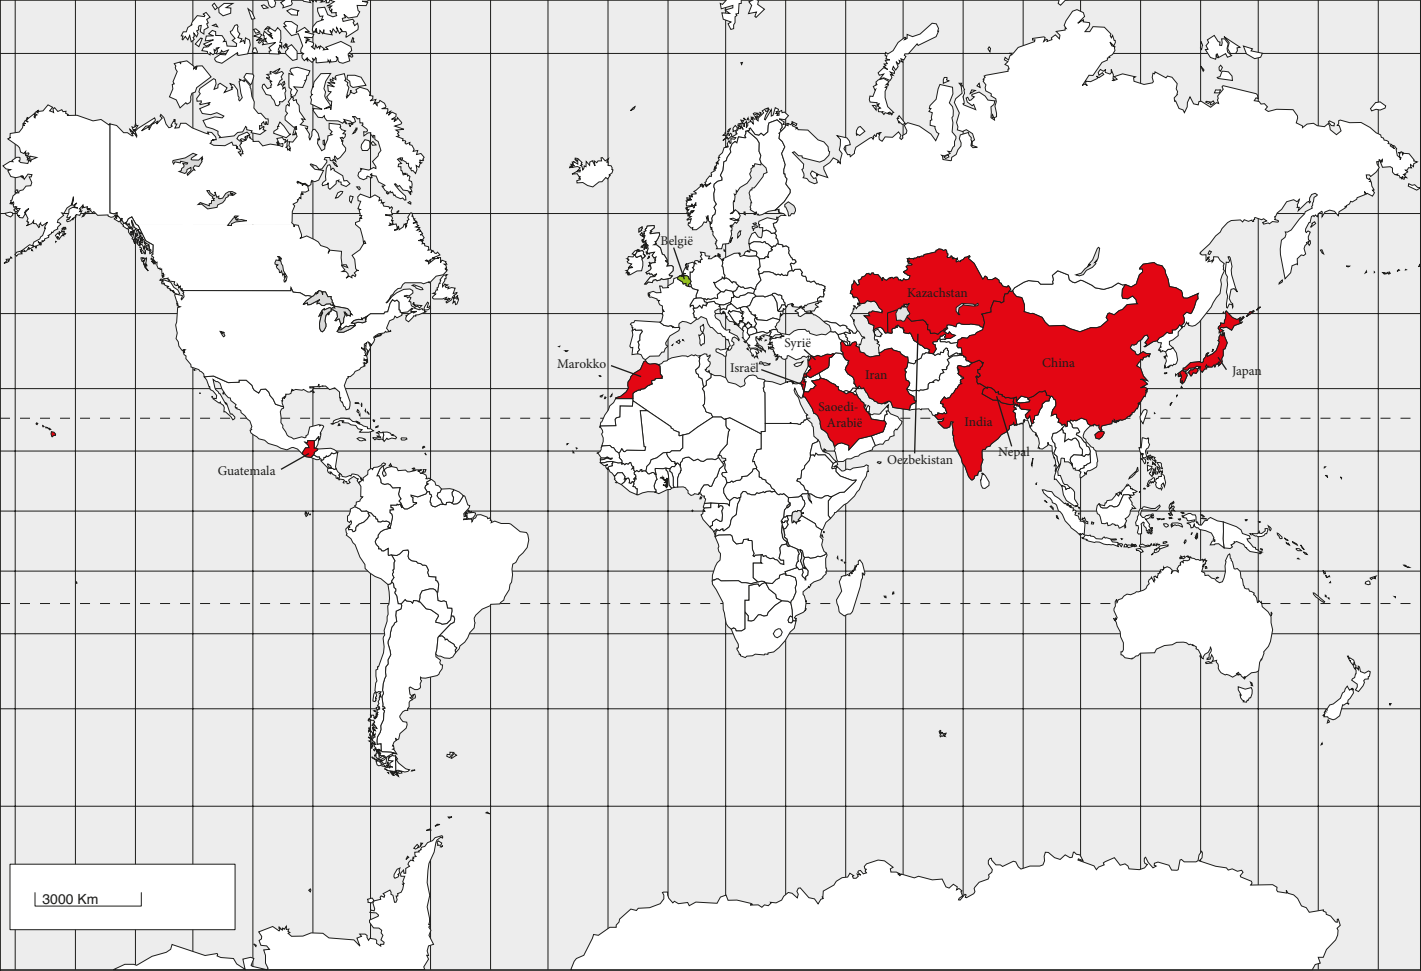 België
Kazachstan
Syrië
Marokko
Israël
China
Iran
Japan
Saoedi-
Arabië
India
Nepal
Oezbekistan
Guatemala
3000 Km